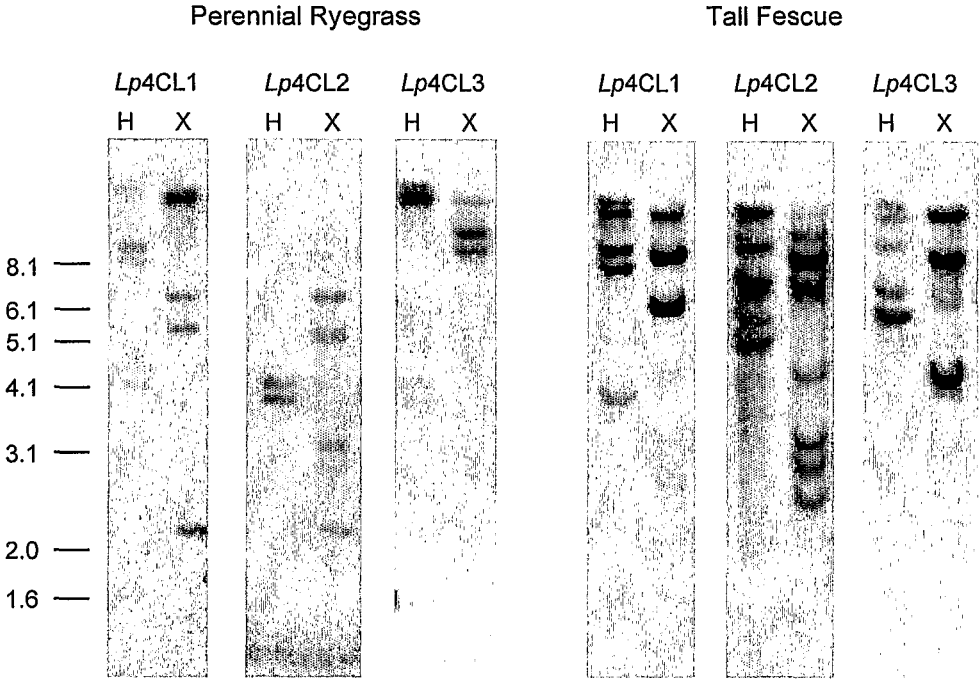 Perennial Ryegrass Tall Fescue
Lp4CL1 Lp4CL2 Lp4CL3 Lp4CL1 Lp4CL2 Lp4CL3
H X H X H X H X H X H X
8.1
6.1
5.1
4.1
3.1
2.0
1.6